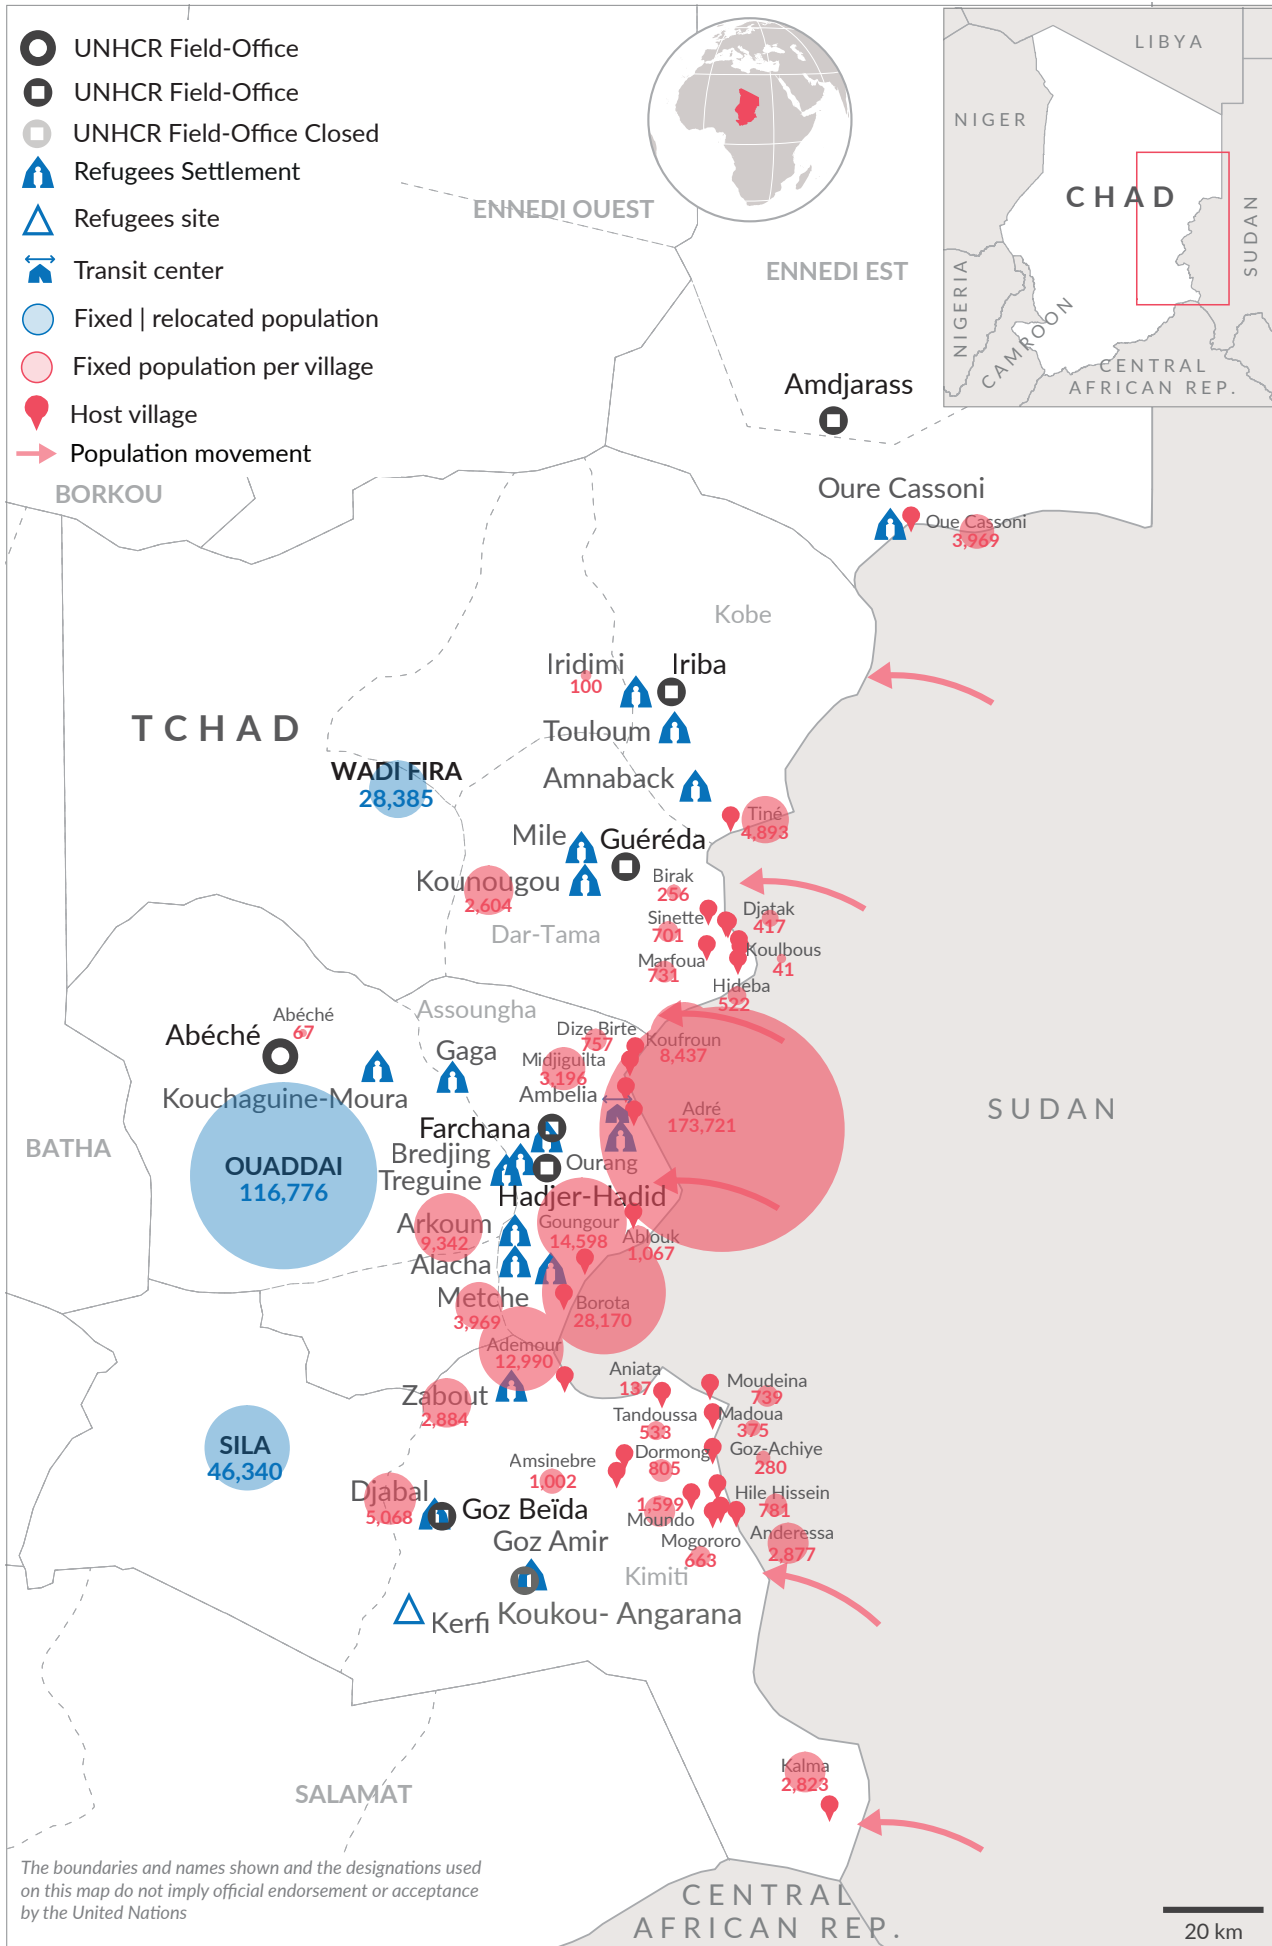 UNHCR Field-Office
UNHCR Field-Office
UNHCR Field-Office Closed
Refugees Settlement
Refugees site
Transit center
Fixed | relocated population
Fixed population per village
Host village
Population movement
LIBYA
NIGER
CHAD
SUDAN
NIGERIA
CAMROON
CENTRAL
AFRICAN REP.
ENNEDI OUEST
ENNEDI EST
BORKOU
Amdjarass
Oure Cassoni
Oue Cassoni
3,969
Kobe
Iridimi
100
Iriba
TCHAD
Touloum
WADI FIRA
28,385
Amnaback
Tiné
4,893
Mile
Guéréda
Kounougou
2,604
Birak
256
Sinette
701
Djatak
417
Dar-Tama
Marfoua
731
Koulbous
41
Hideba
522
Assoungha
Abéché
67
Abéché
Dize Birte
757
Koufroun
8,437
Gaga
Midjiguilta
3,196
Kouchaguine-Moura
Ambelia
Adré
173,721
SUDAN
Farchana
BATHA
Bredjing
Ourang
OUADDAI
116,776
Treguine
Hadjer-Hadid
Arkoum
9,342
Goungour
14,598
Ablouk
1,067
Alacha
Metche
3,969
Borota
28,170
Ademour
12,990
Aniata
137
Moudeina
739
Zabout
2,884
Tandoussa
533
Madoua
375
SILA
46,340
Dormong
805
Goz-Achiye
280
Amsinebre
1,002
Djabal
5,068
Goz Beïda
1,599
Moundo
Hile Hissein
781
Goz Amir
Mogororo
663
Anderessa
2,877
Kimiti
Kerfi
Koukou- Angarana
Kalma
2,823
SALAMAT
The boundaries and names shown and the designations used
on this map do not imply official endorsement or acceptance
by the United Nations
CENTRAL
AFRICAN REP.
20 km